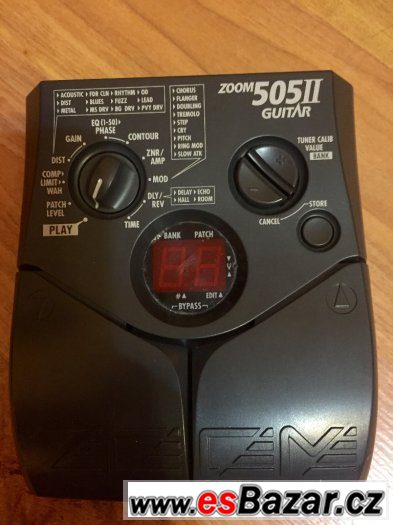 ZOOM 505II
GUITAR
▸ACOUSTIC ▸FOR CLN ▸RHYTHM ▸OD
▸DIST ▸BLUES ▸FUZZ ▸LEAD
▸METAL ▸MS DRV ▸BG DRV ▸PVY DRV
▸CHORUS
▸FLANGER
▸DOUBLING
▸TREMOLO
▸STEP
▸CRY
▸PITCH
▸RING MOD
▸SLOW ATK
EQ(1-50)▸
PHASE
GAIN
CONTOUR
DIST
ZNR/
AMP
COMP▸
LIMIT▸
WAH
MOD
PATCH
LEVEL
DLY/
REV
▸DELAY ▸ECHO
▸HALL ▸ROOM
PLAY
TIME
TUNER CALIB
VALUE
BANK
STORE
CANCEL
BANK PATCH
#▲ EDIT▲
BYPASS
ZOOM
www.esBazar.cz